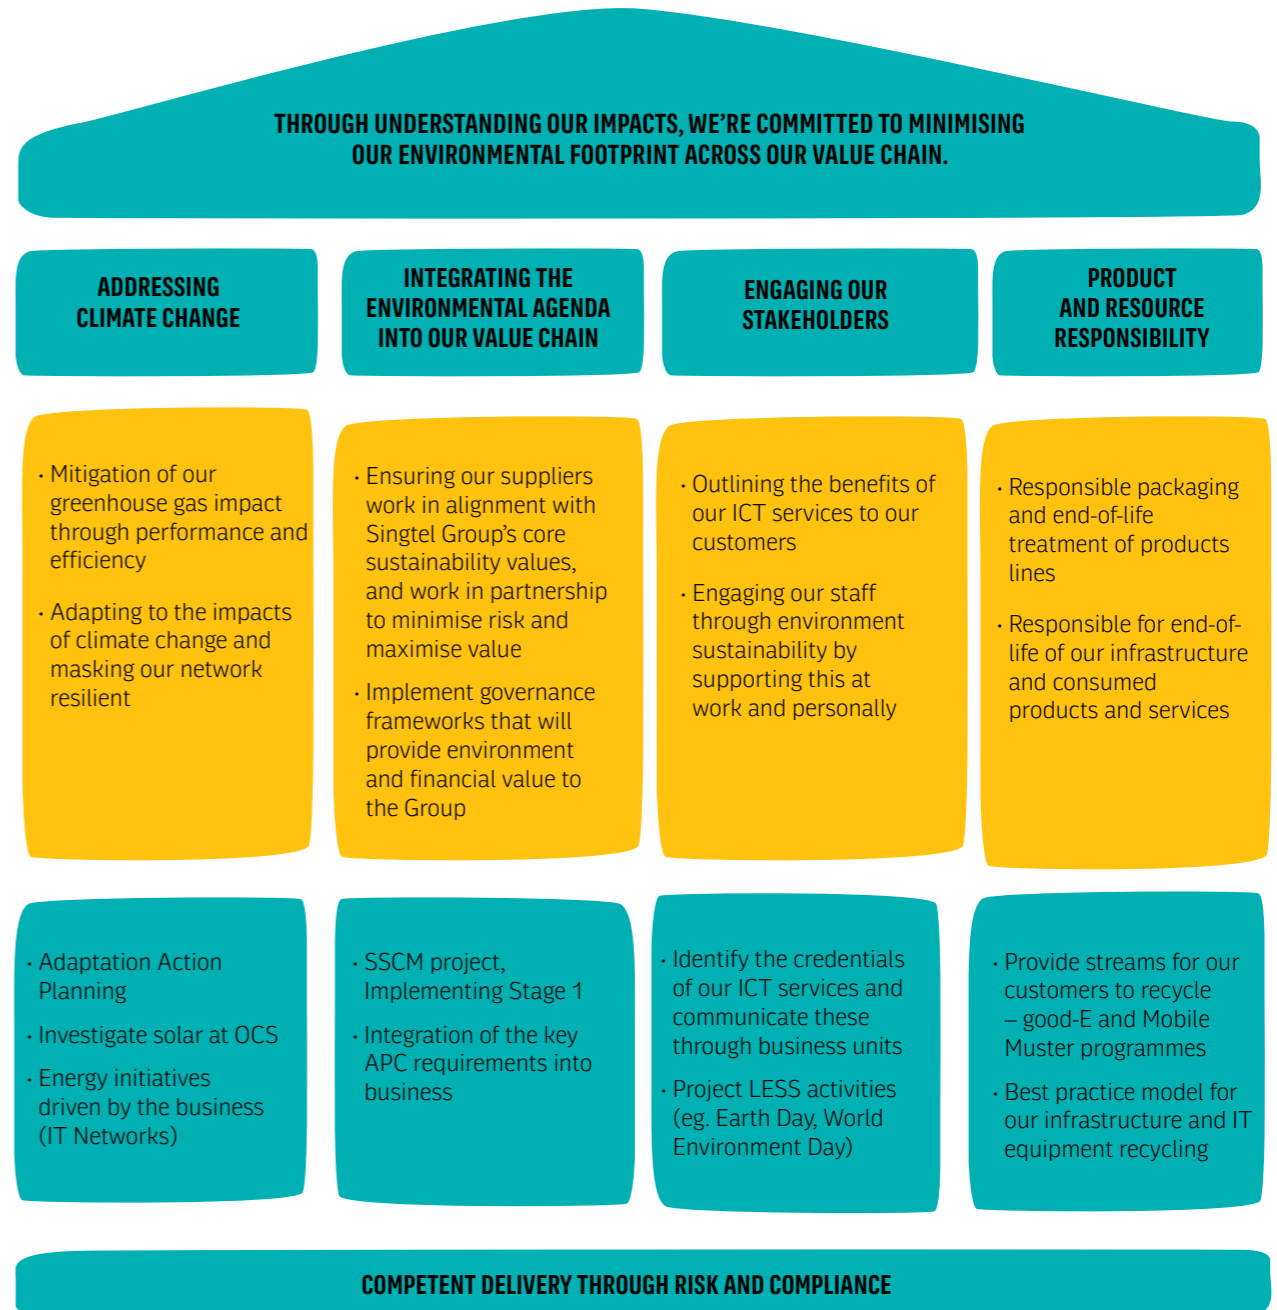 THROUGH UNDERSTANDING OUR IMPACTS, WE’RE COMMITTED TO MINIMISING
OUR ENVIRONMENTAL FOOTPRINT ACROSS OUR VALUE CHAIN.
ADDRESSING
CLIMATE CHANGE
INTEGRATING THE
ENVIRONMENTAL AGENDA
INTO OUR VALUE CHAIN
ENGAGING OUR
STAKEHOLDERS
PRODUCT
AND RESOURCE
RESPONSIBILITY
· Mitigation of our
greenhouse gas impact
through performance and
efficiency
· Adapting to the impacts
of climate change and
masking our network
resilient
· Ensuring our suppliers
work in alignment with
Singtel Group’s core
sustainability values,
and work in partnership
to minimise risk and
maximise value
· Implement governance
frameworks that will
provide environment
and financial value to
the Group
· Outlining the benefits of
our ICT services to our
customers
· Engaging our staff
through environment
sustainability by
supporting this at
work and personally
· Responsible packaging
and end-of-life
treatment of products
lines
· Responsible for end-of-
life of our infrastructure
and consumed
products and services
· Adaptation Action
Planning
· Investigate solar at OCS
· Energy initiatives
driven by the business
(IT Networks)
· SSCM project,
Implementing Stage 1
· Integration of the key
APC requirements into
business
· Identify the credentials
of our ICT services and
communicate these
through business units
· Project LESS activities
(eg. Earth Day, World
Environment Day)
· Provide streams for our
customers to recycle
– good-E and Mobile
Muster programmes
· Best practice model for
our infrastructure and IT
equipment recycling
COMPETENT DELIVERY THROUGH RISK AND COMPLIANCE